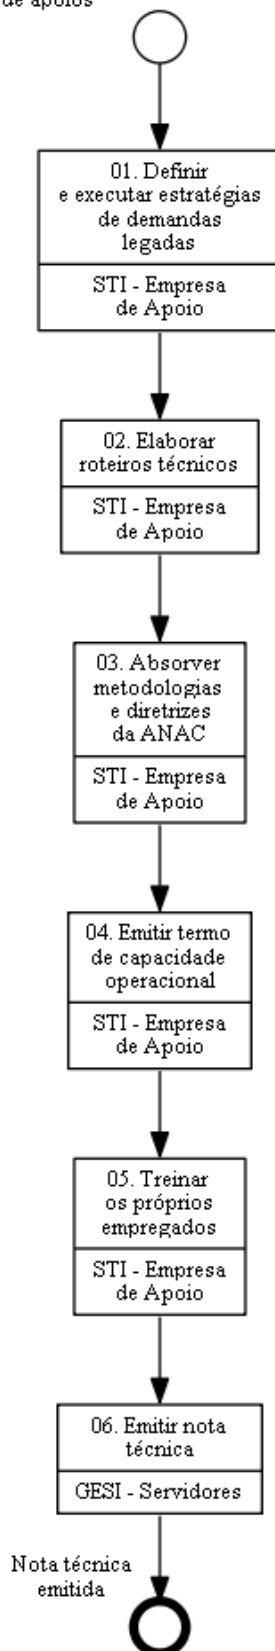 de apoios
01. Definir
e executar estratégias
de demandas
legadas
STI - Empresa
de Apoio
02. Elaborar
roteiros técnicos
STI - Empresa
de Apoio
03. Absorver
metodologias
e diretrizes
da ANAC
STI - Empresa
de Apoio
04. Emitir termo
de capacidade
operacional
STI - Empresa
de Apoio
05. Treinar
os próprios
empregados
STI - Empresa
de Apoio
06. Emitir nota
técnica
GESI - Servidores
Nota técnica
emitida